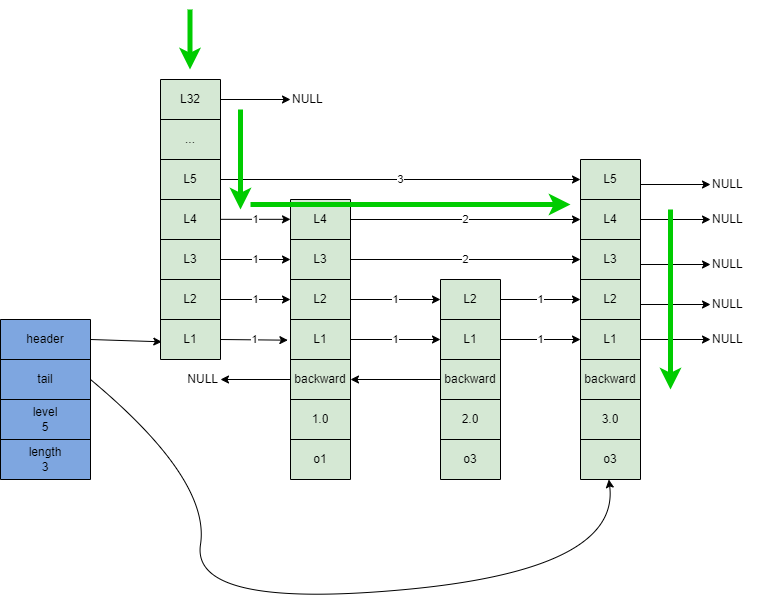 L32 NULL
...
L5 3 L5 NULL
L4 1 L4 2 L4 NULL
L3 1 L3 2 L3 NULL
L2 1 L2 1 L2 1 L2 NULL
header L1 1 L1 1 L1 1 L1 NULL
tail NULL backward backward backward
level
5 1.0 2.0 3.0
length
3 o1 o3 o3